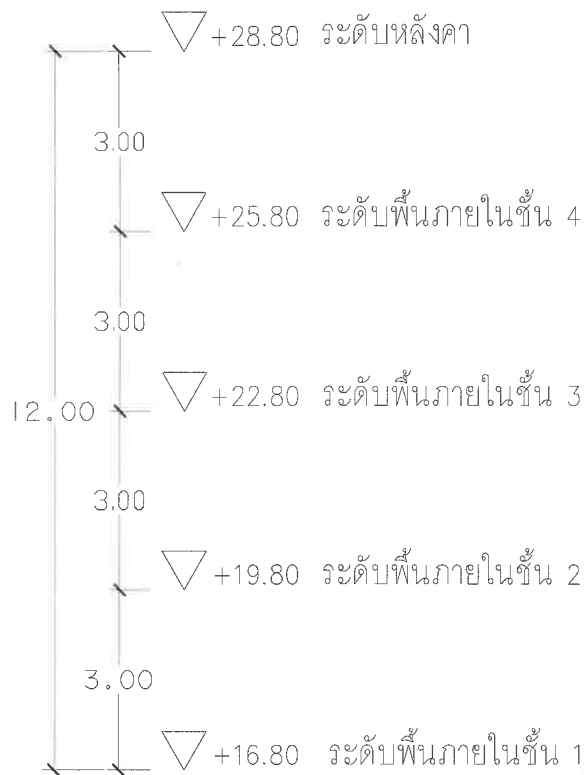 +28.80 ระดับหลังคา
3.00
+25.80 ระดับพื้นภายในชั้น 4
3.00
+22.80 ระดับพื้นภายในชั้น 3
12.00
3.00
+19.80 ระดับพื้นภายในชั้น 2
3.00
+16.80 ระดับพื้นภายในชั้น 1